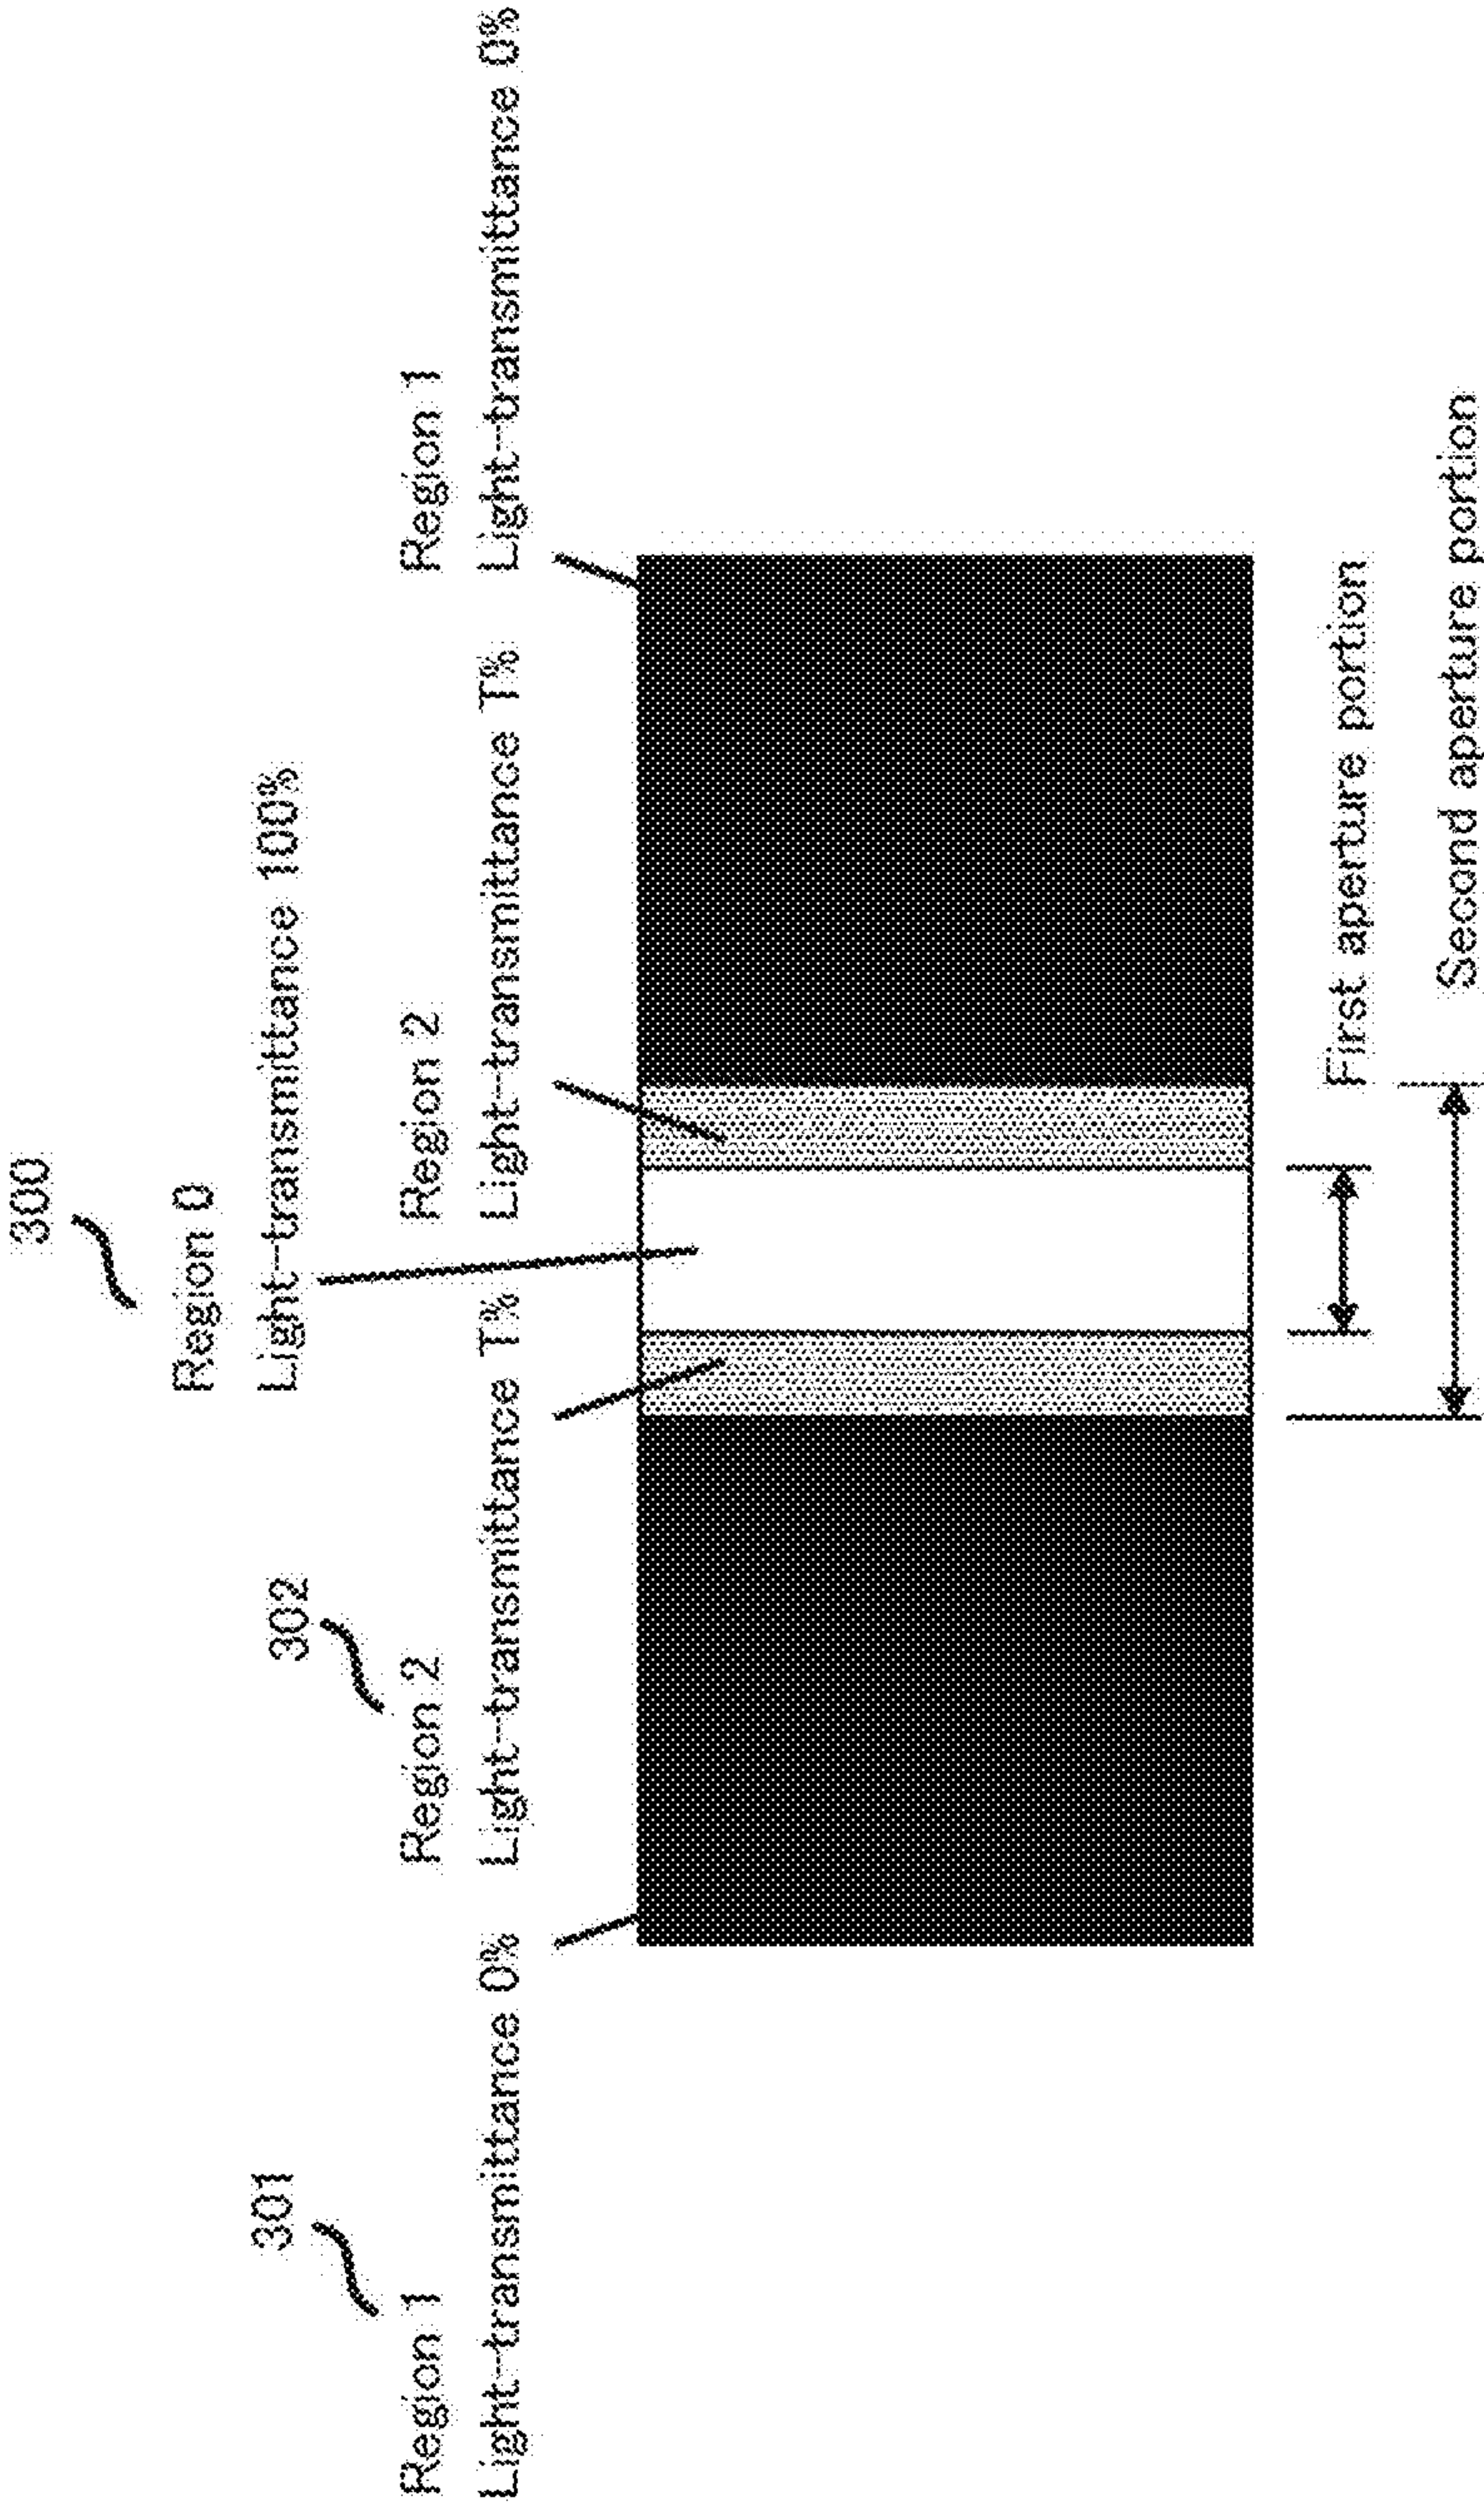 300
Region 0
Light-transmittance 100%
301
Region 1
Light-transmittance 0%
302
Region 2
Light-transmittance T%
Region 2
Light-transmittance T%
Region 1
Light-transmittance 0%
First aperture portion
Second aperture portion